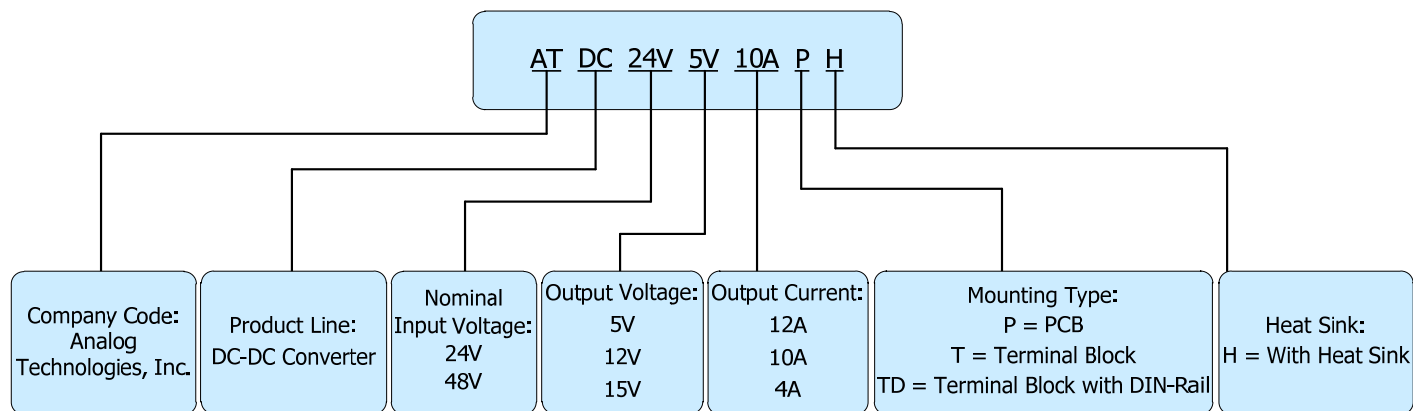 AT DC 24V 5V 10A P H
Company Code:
Analog
Technologies, Inc.
Product Line:
DC-DC Converter
Nominal
Input Voltage:
24V
48V
Output Voltage:
5V
12V
15V
Output Current:
12A
10A
4A
Mounting Type:
P = PCB
T = Terminal Block
TD = Terminal Block with DIN-Rail
Heat Sink:
H = With Heat Sink